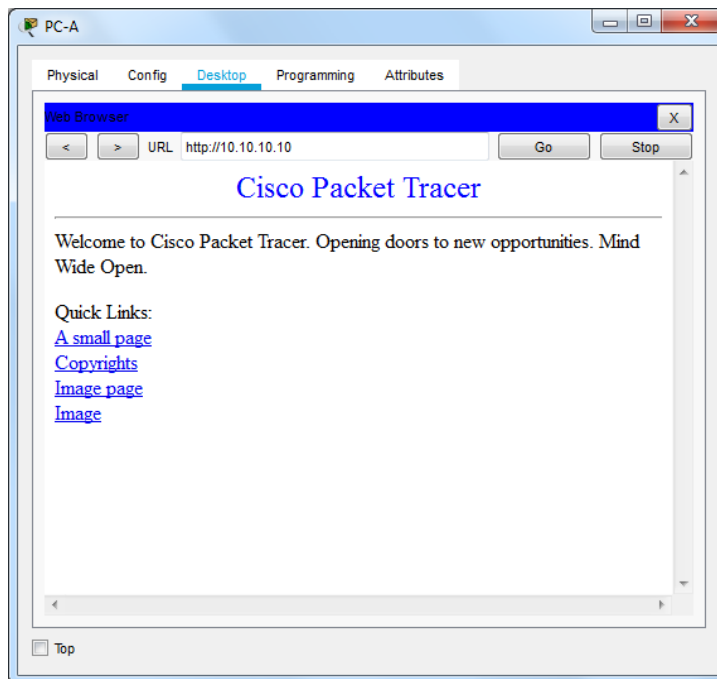 PC-A
X
Physical Config Desktop Programming Attributes
Web Browser
X
< > URL http://10.10.10.10 Go Stop
Cisco Packet Tracer
Welcome to Cisco Packet Tracer. Opening doors to new opportunities. Mind
Wide Open.
Quick Links:
A small page
Copyrights
Image page
Image
Top